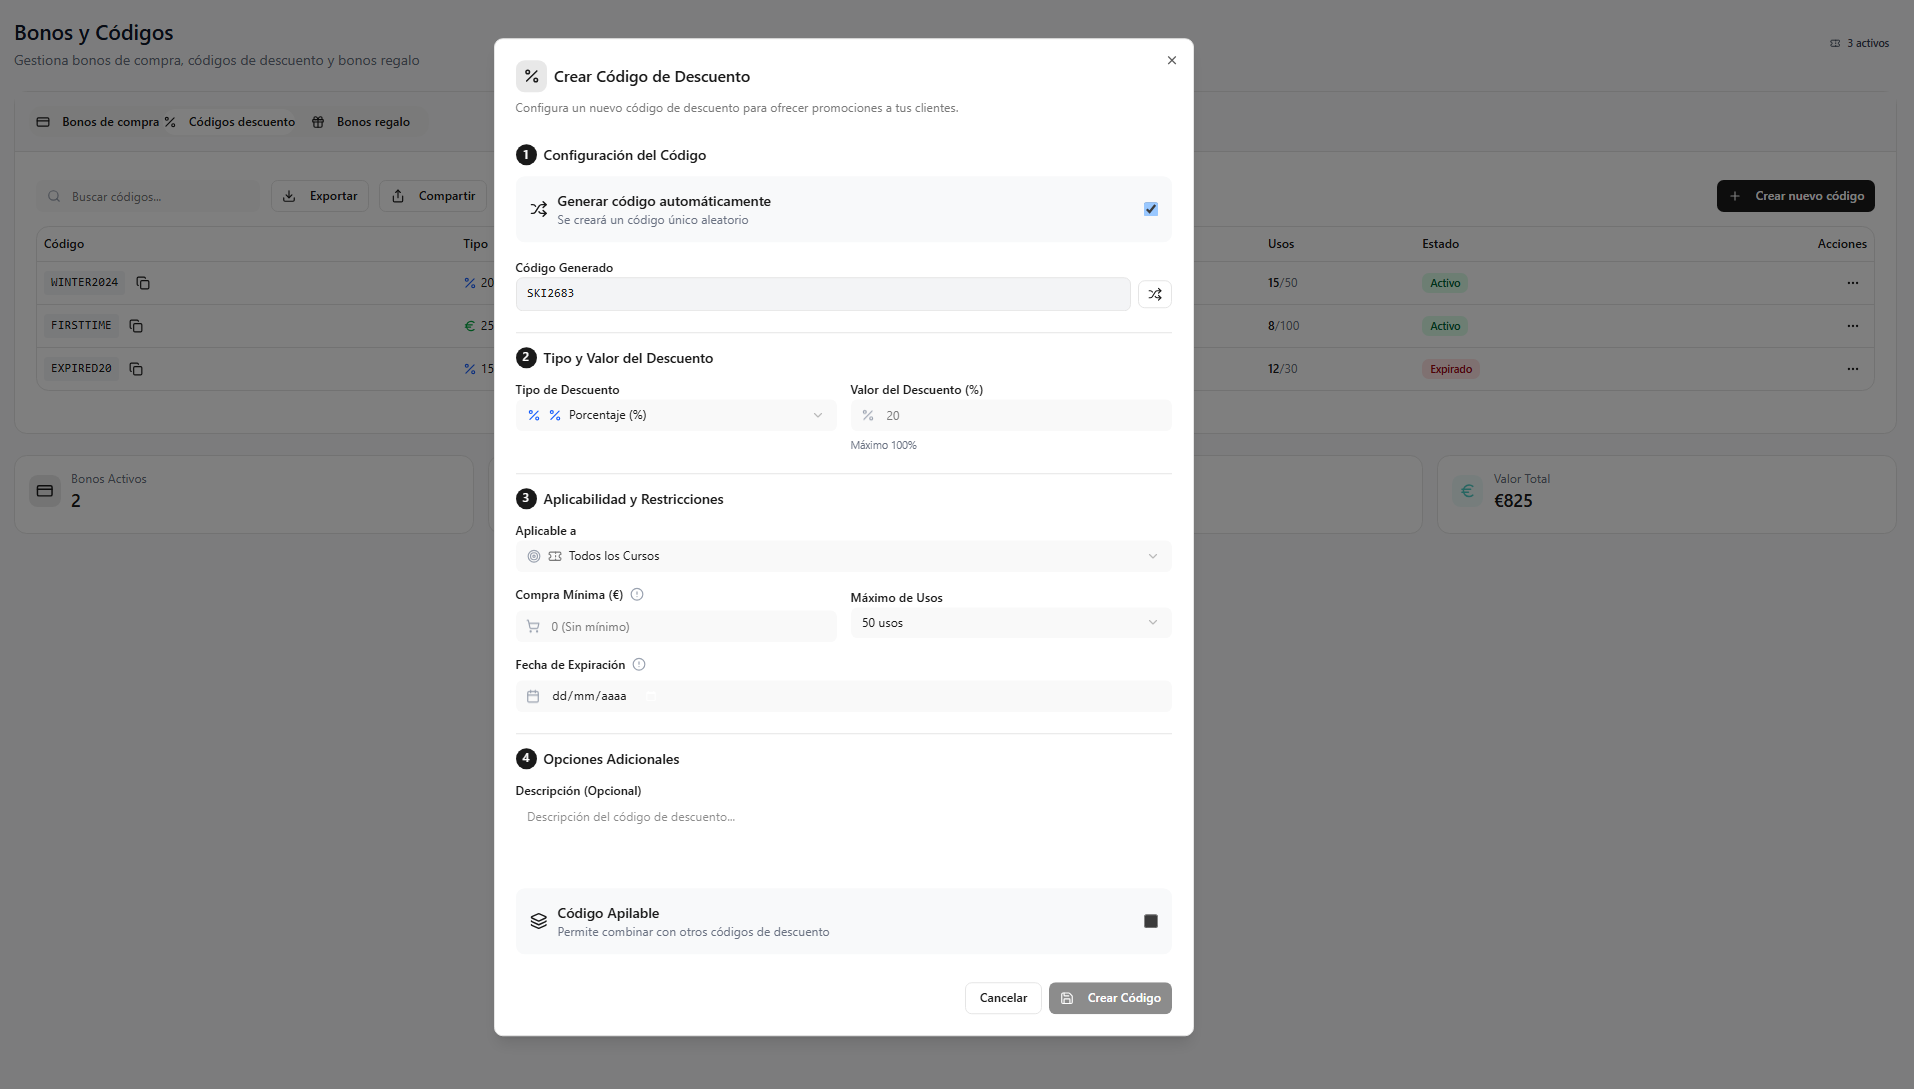 Bonos y Códigos
Gestiona bonos de compra, códigos de descuento y bonos regalo
3 activos
Bonos de compra
Códigos descuento
Bonos regalo
Buscar códigos...
Exportar
Compartir
Crear nuevo código
Código
Tipo
Usos
Estado
Acciones
WINTER2024
% 20
15/50
Activo
FIRSTTIME
€ 25
8/100
Activo
EXPIRED20
% 15
12/30
Expirado
Bonos Activos
2
Valor Total
€825
Crear Código de Descuento
Configura un nuevo código de descuento para ofrecer promociones a tus clientes.
1 Configuración del Código
Generar código automáticamente
Se creará un código único aleatorio
Código Generado
SKI2683
2 Tipo y Valor del Descuento
Tipo de Descuento
% % Porcentaje (%)
Valor del Descuento (%)
% 20
Máximo 100%
3 Aplicabilidad y Restricciones
Aplicable a
Todos los Cursos
Compra Mínima (€)
0 (Sin mínimo)
Máximo de Usos
50 usos
Fecha de Expiración
dd/mm/aaaa
4 Opciones Adicionales
Descripción (Opcional)
Descripción del código de descuento...
Código Apilable
Permite combinar con otros códigos de descuento
Cancelar
Crear Código